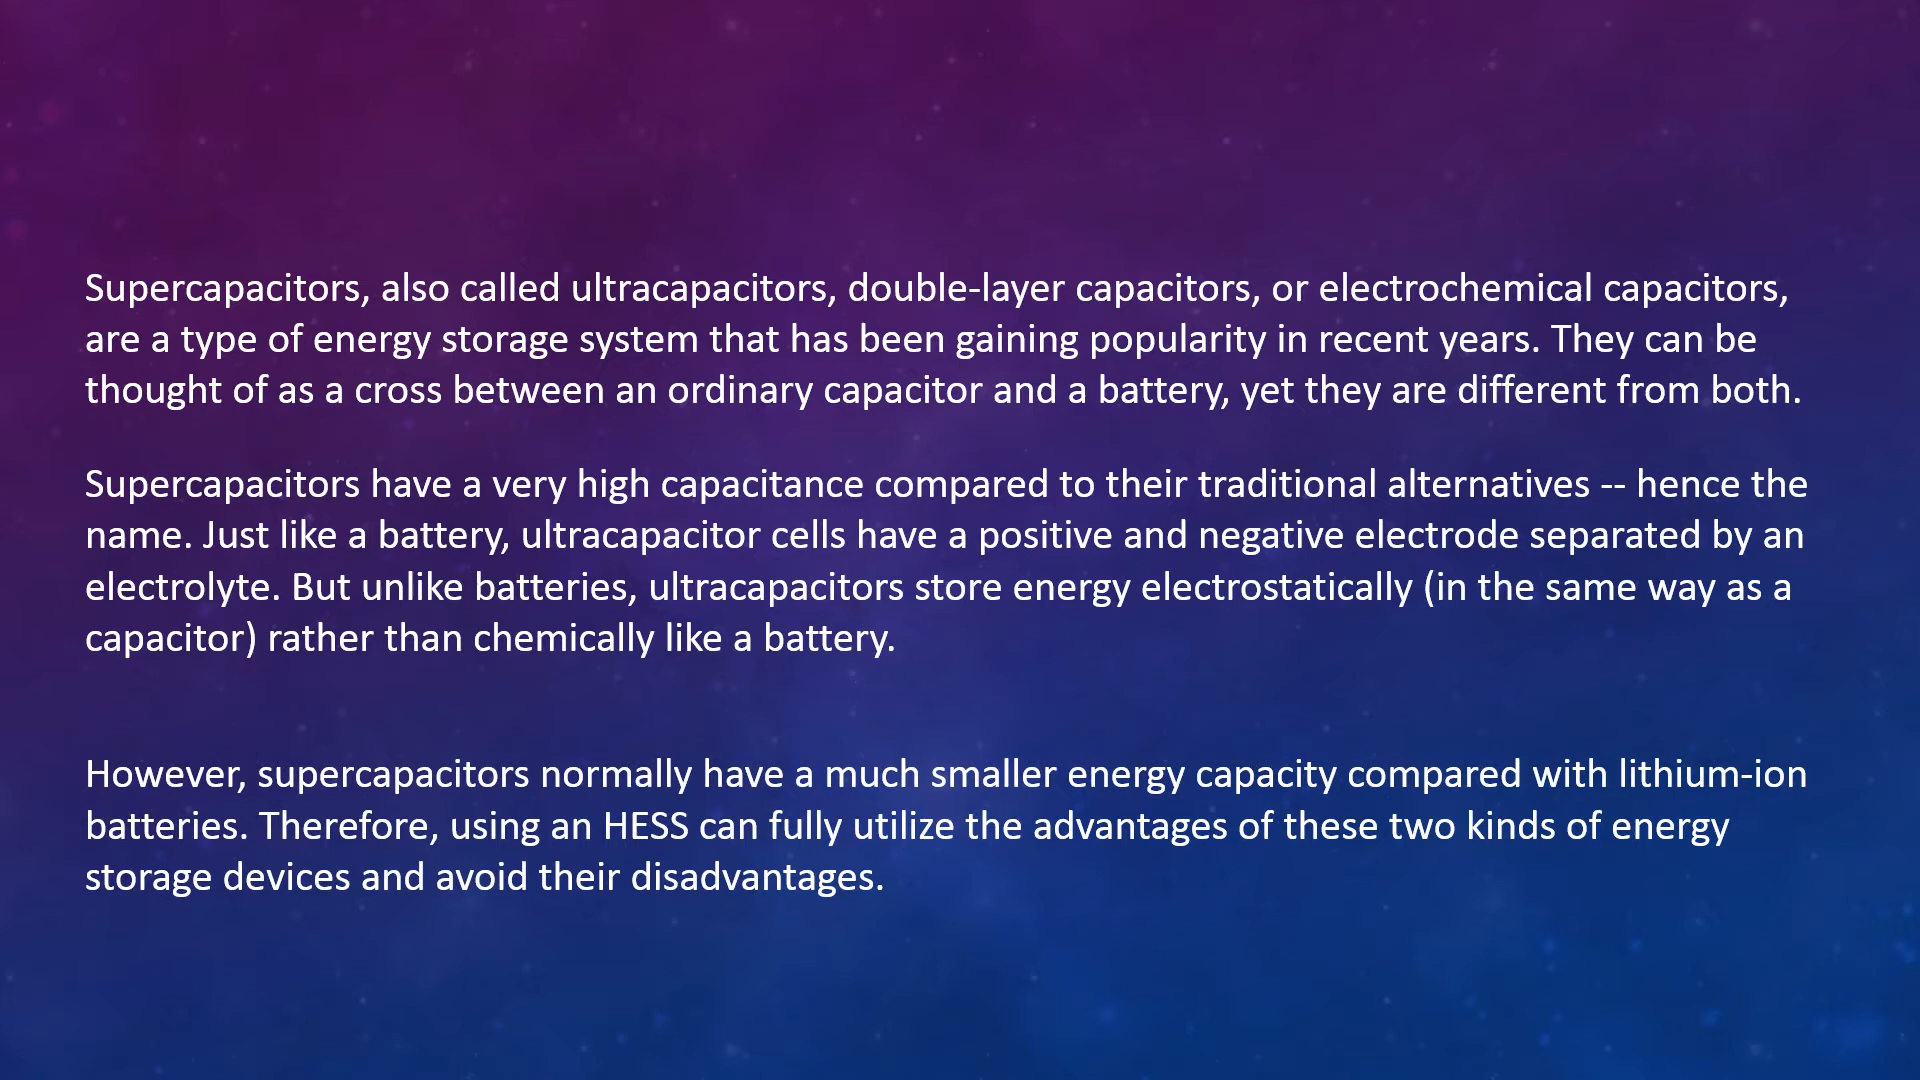 Supercapacitors, also called ultracapacitors, double-layer capacitors, or electrochemical capacitors,
are a type of energy storage system that has been gaining popularity in recent years. They can be
thought of as a cross between an ordinary capacitor and a battery, yet they are different from both.
Supercapacitors have a very high capacitance compared to their traditional alternatives -- hence the
name. Just like a battery, ultracapacitor cells have a positive and negative electrode separated by an
electrolyte. But unlike batteries, ultracapacitors store energy electrostatically (in the same way as a
capacitor) rather than chemically like a battery.
However, supercapacitors normally have a much smaller energy capacity compared with lithium-ion
batteries. Therefore, using an HESS can fully utilize the advantages of these two kinds of energy
storage devices and avoid their disadvantages.